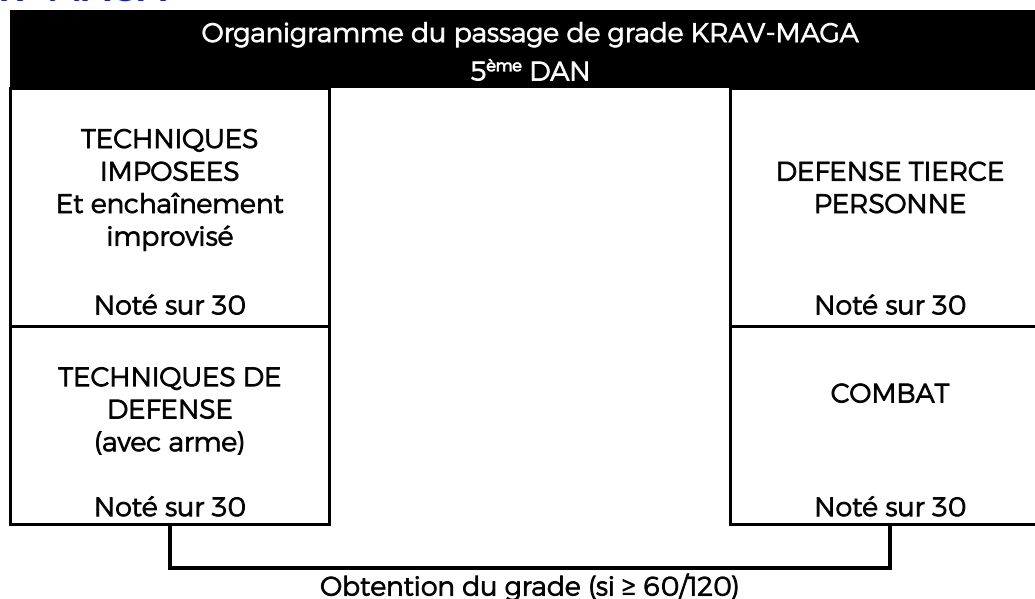 Organigramme du passage de grade KRAV-MAGA
5ème DAN
TECHNIQUES
IMPOSEES
Et enchaînement
improvisé
Noté sur 30
TECHNIQUES DE
DEFENSE
(avec arme)
Noté sur 30
DEFENSE TIERCE
PERSONNE
Noté sur 30
COMBAT
Noté sur 30
Obtention du grade (si ≥ 60/120)